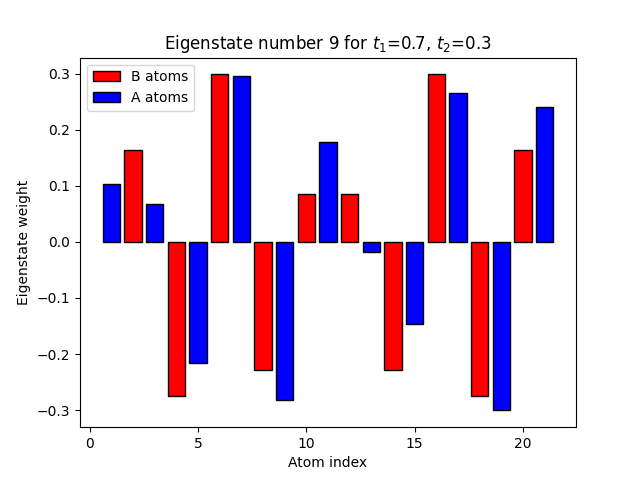 Eigenstate number 9 for t₁=0.7, t₂=0.3
B atoms
A atoms
Eigenstate weight
0.3
0.2
0.1
0.0
−0.1
−0.2
−0.3
0 5 10 15 20
Atom index